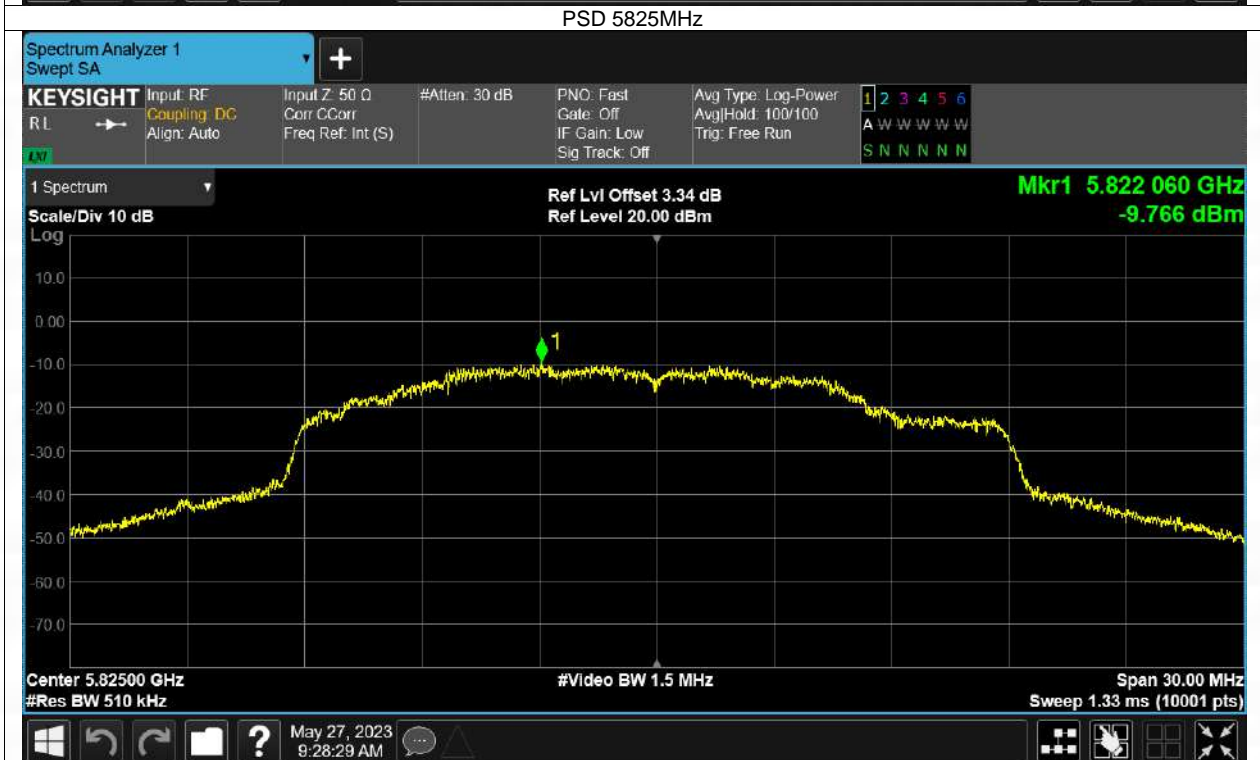 PSD 5825MHz
Spectrum Analyzer 1
Swept SA
+
KEYSIGHT
RL
LXI
Input: RF
Coupling: DC
Align: Auto
Input Z: 50 Ω
Corr CCorr
Freq Ref: Int (S)
#Atten: 30 dB
PNO: Fast
Gate: Off
IF Gain: Low
Sig Track: Off
Avg Type: Log-Power
Avg|Hold: 100/100
Trig: Free Run
1 2 3 4 5 6
A W W W W W
S N N N N N
1 Spectrum
Scale/Div 10 dB
Log
Ref Lvl Offset 3.34 dB
Ref Level 20.00 dBm
Mkr1 5.822 060 GHz
-9.766 dBm
10.0
0.00
-10.0
-20.0
-30.0
-40.0
-50.0
-60.0
-70.0
1
Center 5.82500 GHz
#Res BW 510 kHz
#Video BW 1.5 MHz
Span 30.00 MHz
Sweep 1.33 ms (10001 pts)
?
May 27, 2023
9:28:29 AM